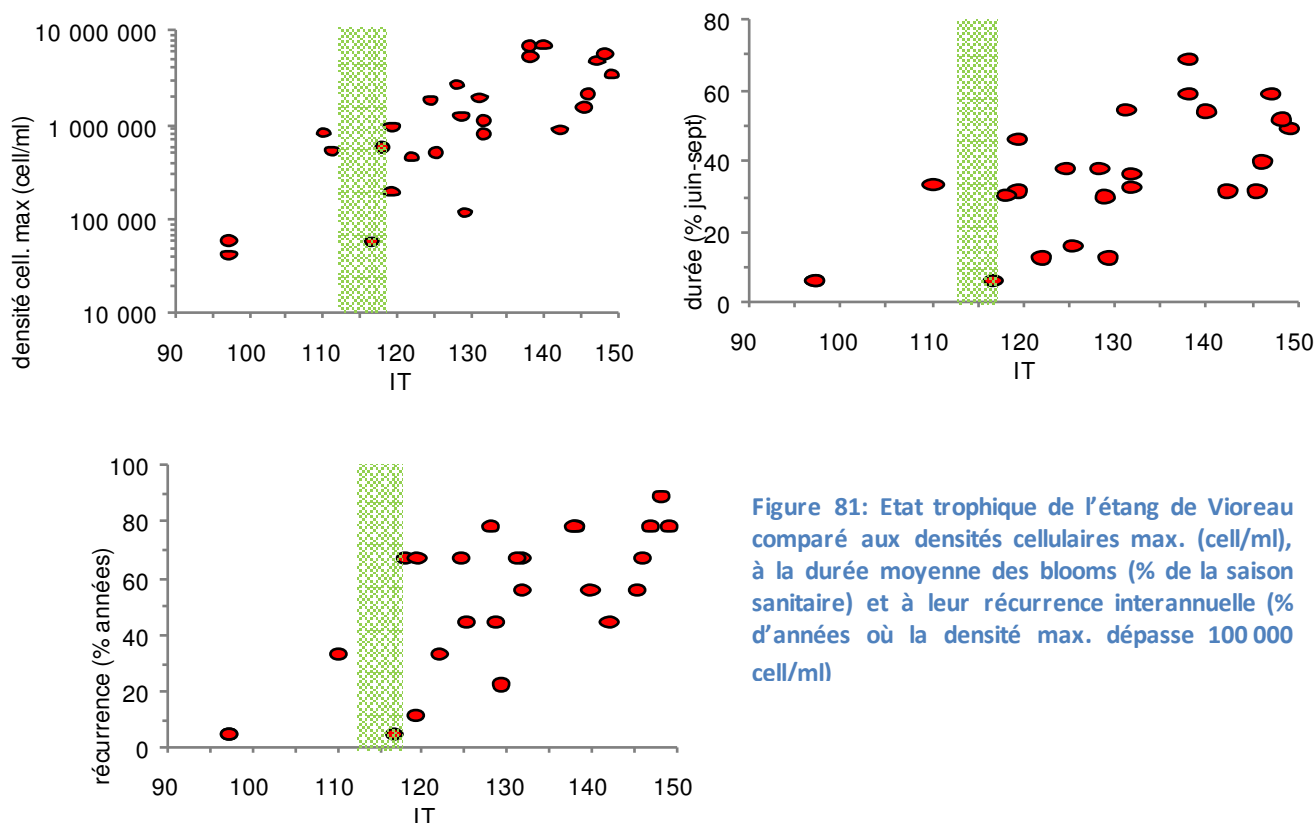 densité cell. max (cell/ml)
10 000 000
1 000 000
100 000
10 000
90 100 110 120 130 140 150
IT
durée (% juin-sept)
80
60
40
20
0
90 100 110 120 130 140 150
IT
récurrence (% années)
100
80
60
40
20
0
90 100 110 120 130 140 150
IT
Figure 81: Etat trophique de l’étang de Vioreau
comparé aux densités cellulaires max. (cell/ml),
à la durée moyenne des blooms (% de la saison
sanitaire) et à leur récurrence interannuelle (%
d’années où la densité max. dépasse 100 000
cell/ml)